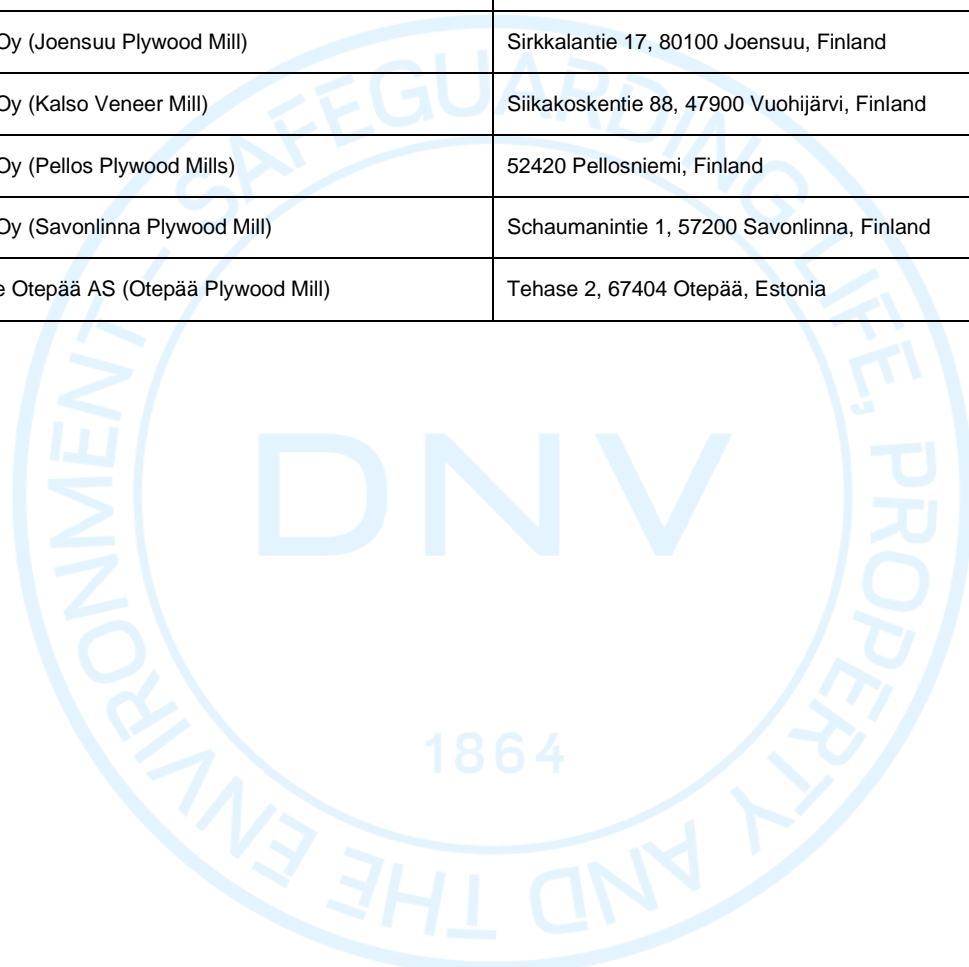 Oy (Joensuu Plywood Mill) Sirkkalantie 17, 80100 Joensuu, Finland
Oy (Kalso Veneer Mill) Siikakoskentie 88, 47900 Vuohijärvi, Finland
Oy (Pellos Plywood Mills) 52420 Pellosniemi, Finland
Oy (Savonlinna Plywood Mill) Schaumanintie 1, 57200 Savonlinna, Finland
e Otepää AS (Otepää Plywood Mill) Tehase 2, 67404 Otepää, Estonia
SAFEGUARDING LIFE, PROPERTY AND THE ENVIRONMENT –
DNV
1864